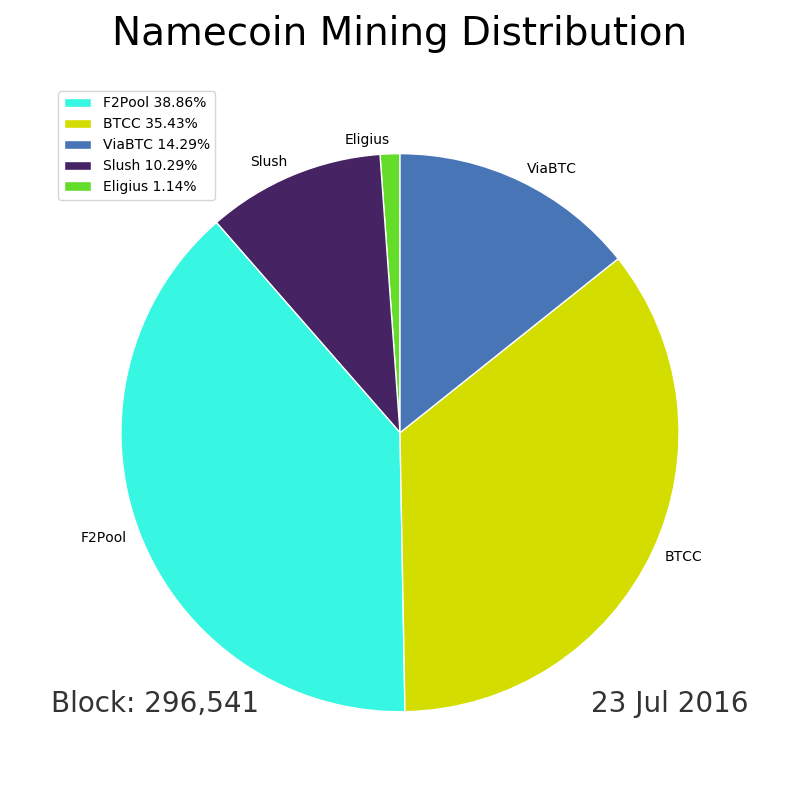 Namecoin Mining Distribution
F2Pool 38.86%
BTCC 35.43%
ViaBTC 14.29%
Slush 10.29%
Eligius 1.14%
Eligius
Slush
ViaBTC
F2Pool
BTCC
Block: 296,541
23 Jul 2016